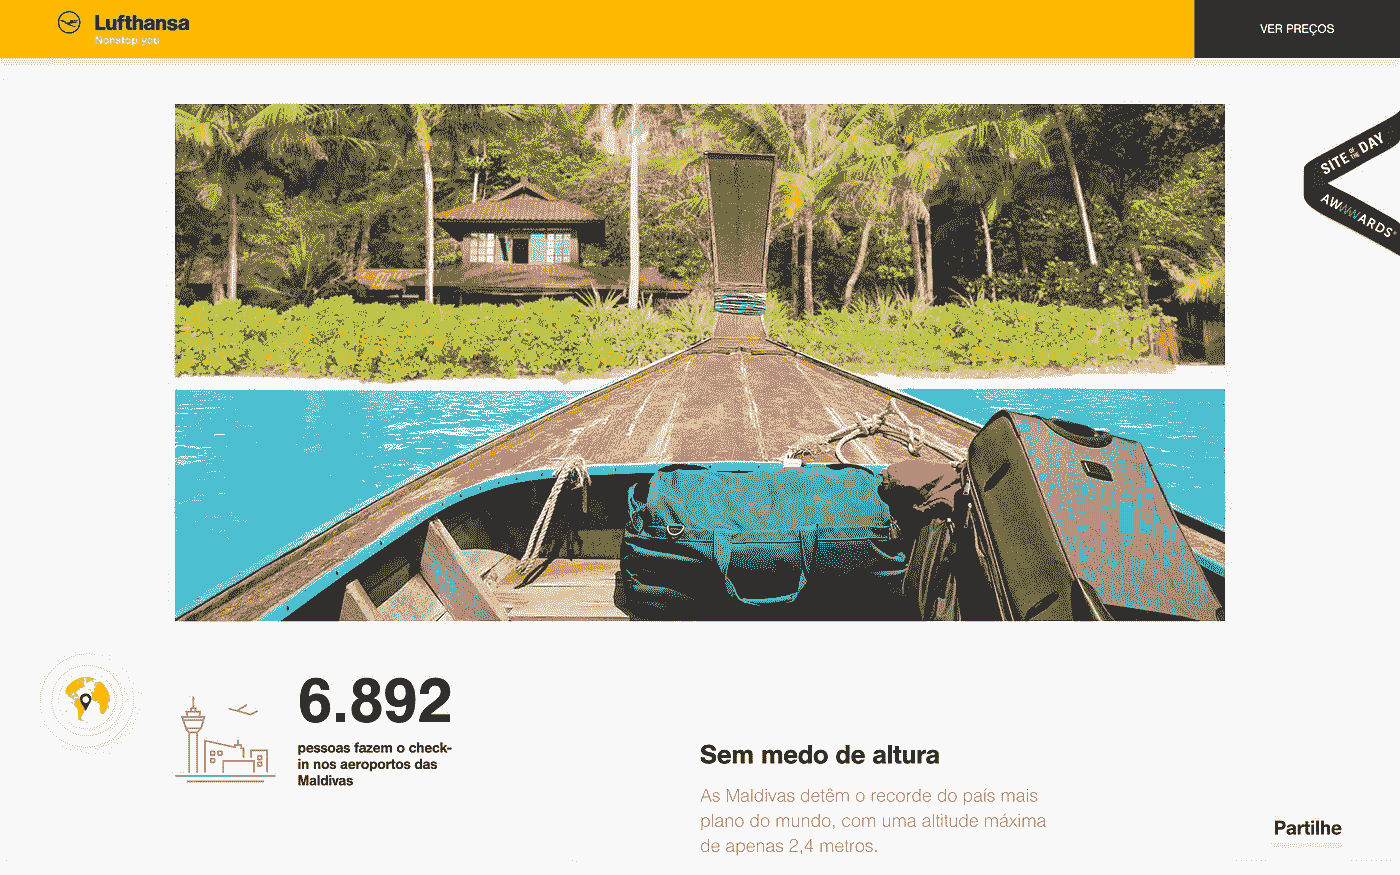 Lufthansa
Nonstop you
VER PREÇOS
SITE OF THE DAY
AWWWARDS
6.892
pessoas fazem o check-
in nos aeroportos das
Maldivas
Sem medo de altura
As Maldivas detêm o recorde do país mais
plano do mundo, com uma altitude máxima
de apenas 2,4 metros.
Partilhe